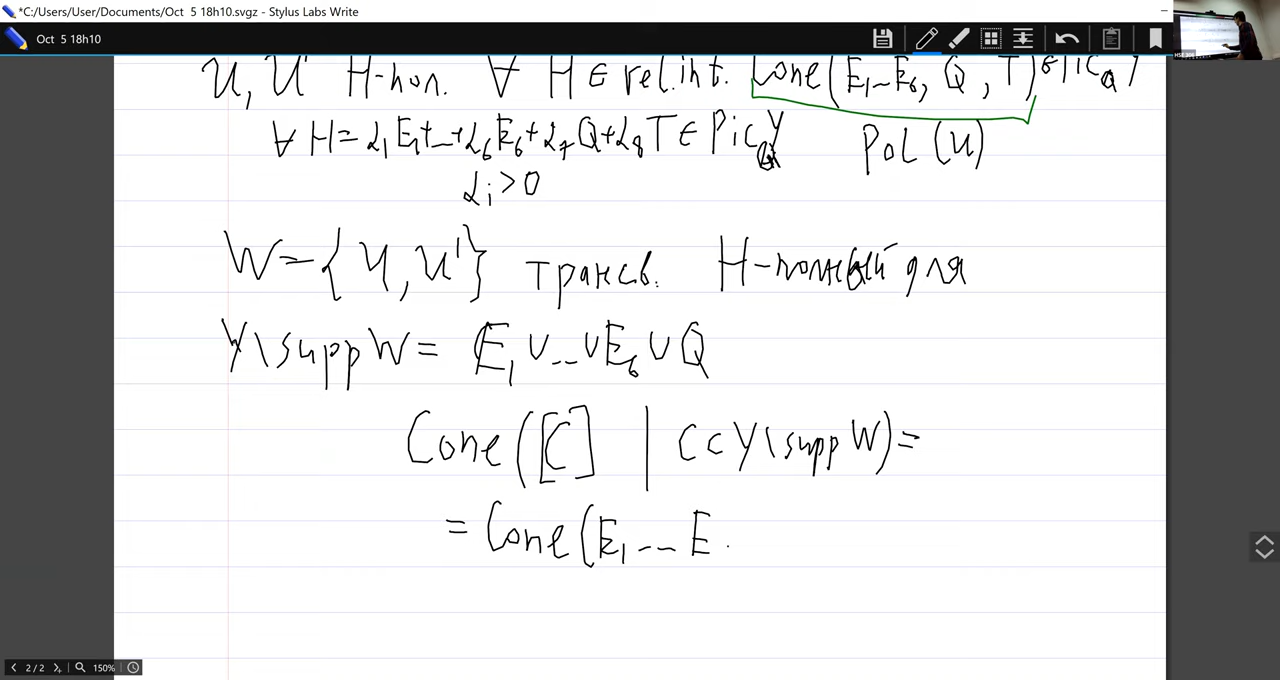 *C:/Users/User/Documents/Oct 5 18h10.svgz - Stylus Labs Write
Oct 5 18h10
U, U' H-пол. ∀ H ∈ rel.int. Cone(E₁...E₆, Q, T) ∈ Pic_Q Y
∀ H = α₁E₁+...+α₆E₆+α₇Q+α₈T ∈ Pic_Q Y Pol(U)
αᵢ > 0
W = {U, U'} трансв. H-полный для
Y\supp W = E₁ ∪...∪ E₆ ∪ Q
Cone([C] | C ⊂ Y\supp W) =
= Cone(E₁...E
2 / 2 150%